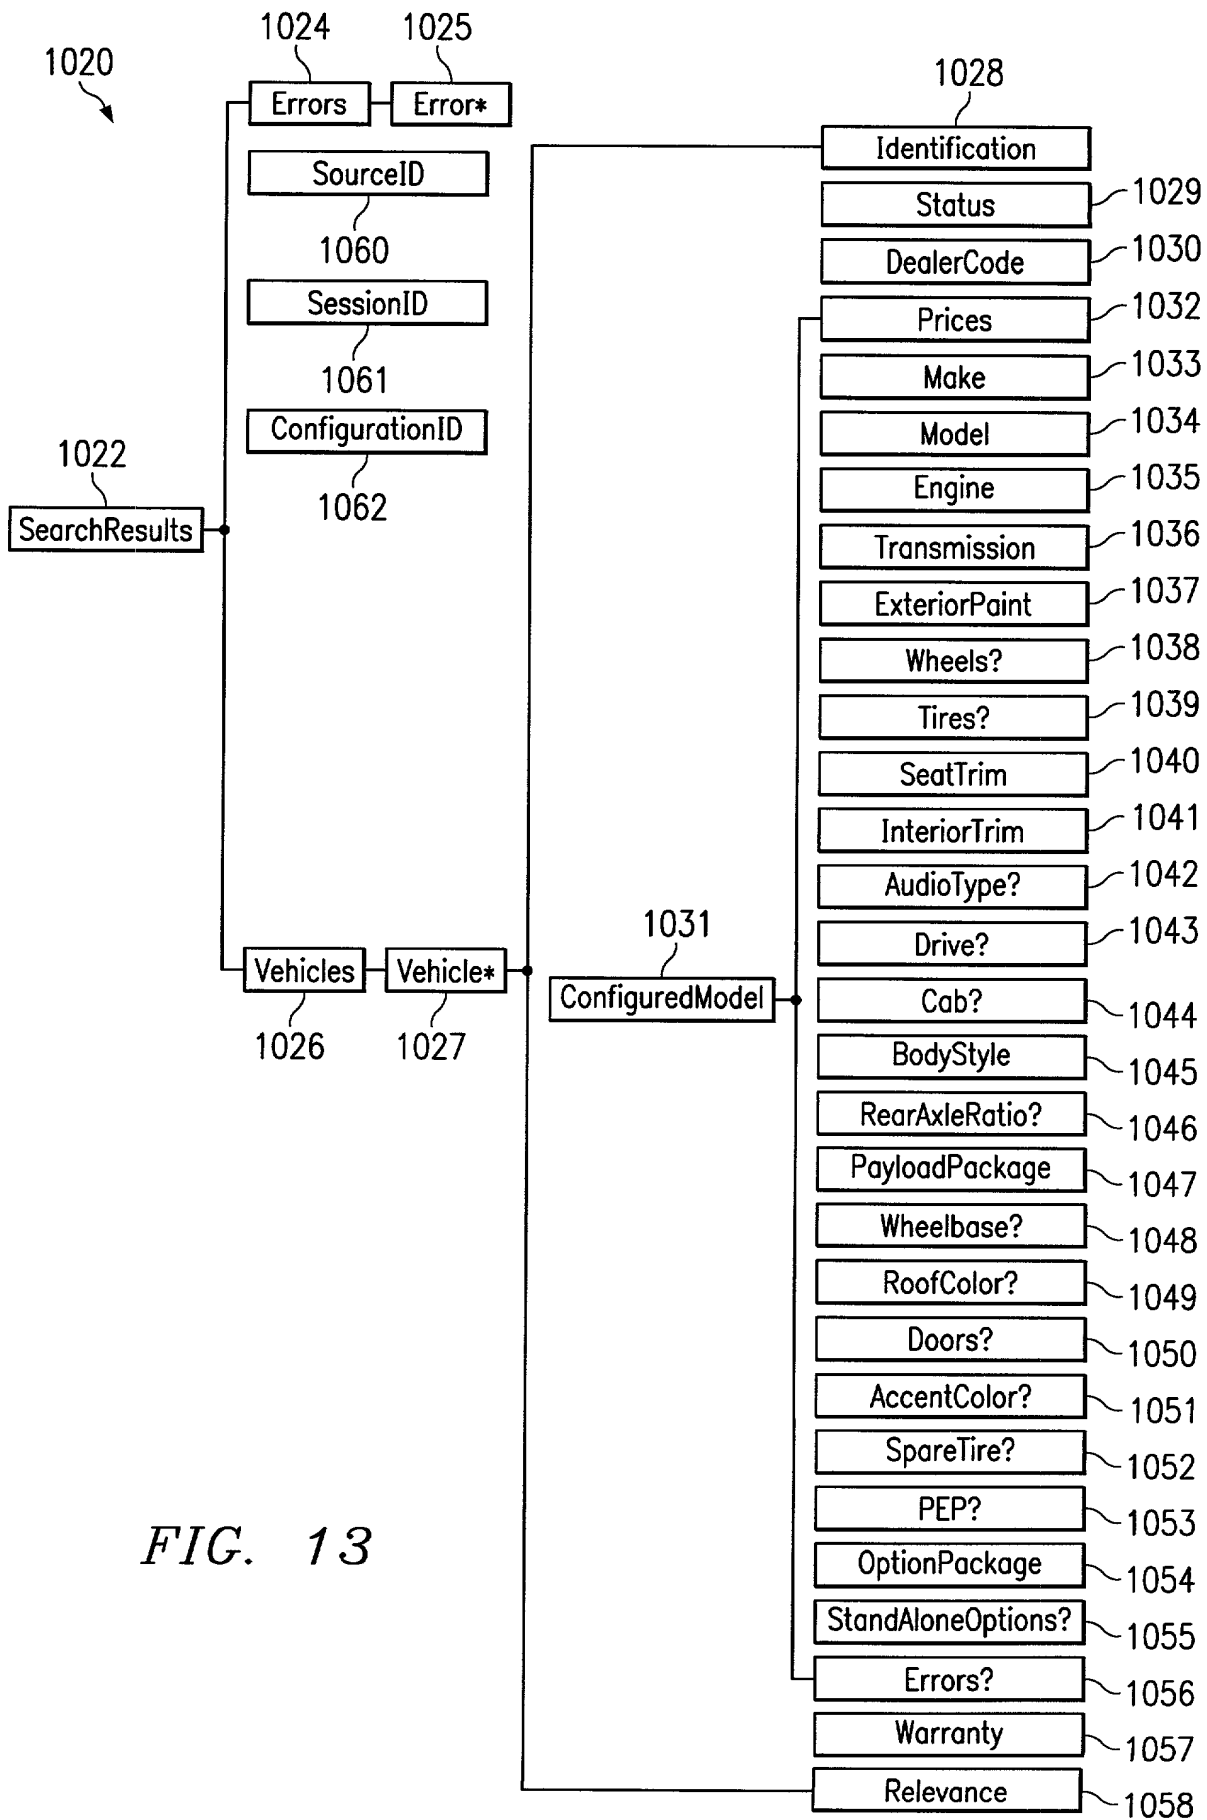 1020
1024
1025
Errors
Error*
SourceID
1060
SessionID
1061
ConfigurationID
1062
1022
SearchResults
Vehicles
Vehicle*
1026
1027
1031
ConfiguredModel
1028
Identification
Status 1029
DealerCode 1030
Prices 1032
Make 1033
Model 1034
Engine 1035
Transmission 1036
ExteriorPaint 1037
Wheels? 1038
Tires? 1039
SeatTrim 1040
InteriorTrim 1041
AudioType? 1042
Drive? 1043
Cab? 1044
BodyStyle 1045
RearAxleRatio? 1046
PayloadPackage 1047
Wheelbase? 1048
RoofColor? 1049
Doors? 1050
AccentColor? 1051
SpareTire? 1052
PEP? 1053
OptionPackage 1054
StandAloneOptions? 1055
Errors? 1056
Warranty 1057
Relevance 1058
FIG. 13